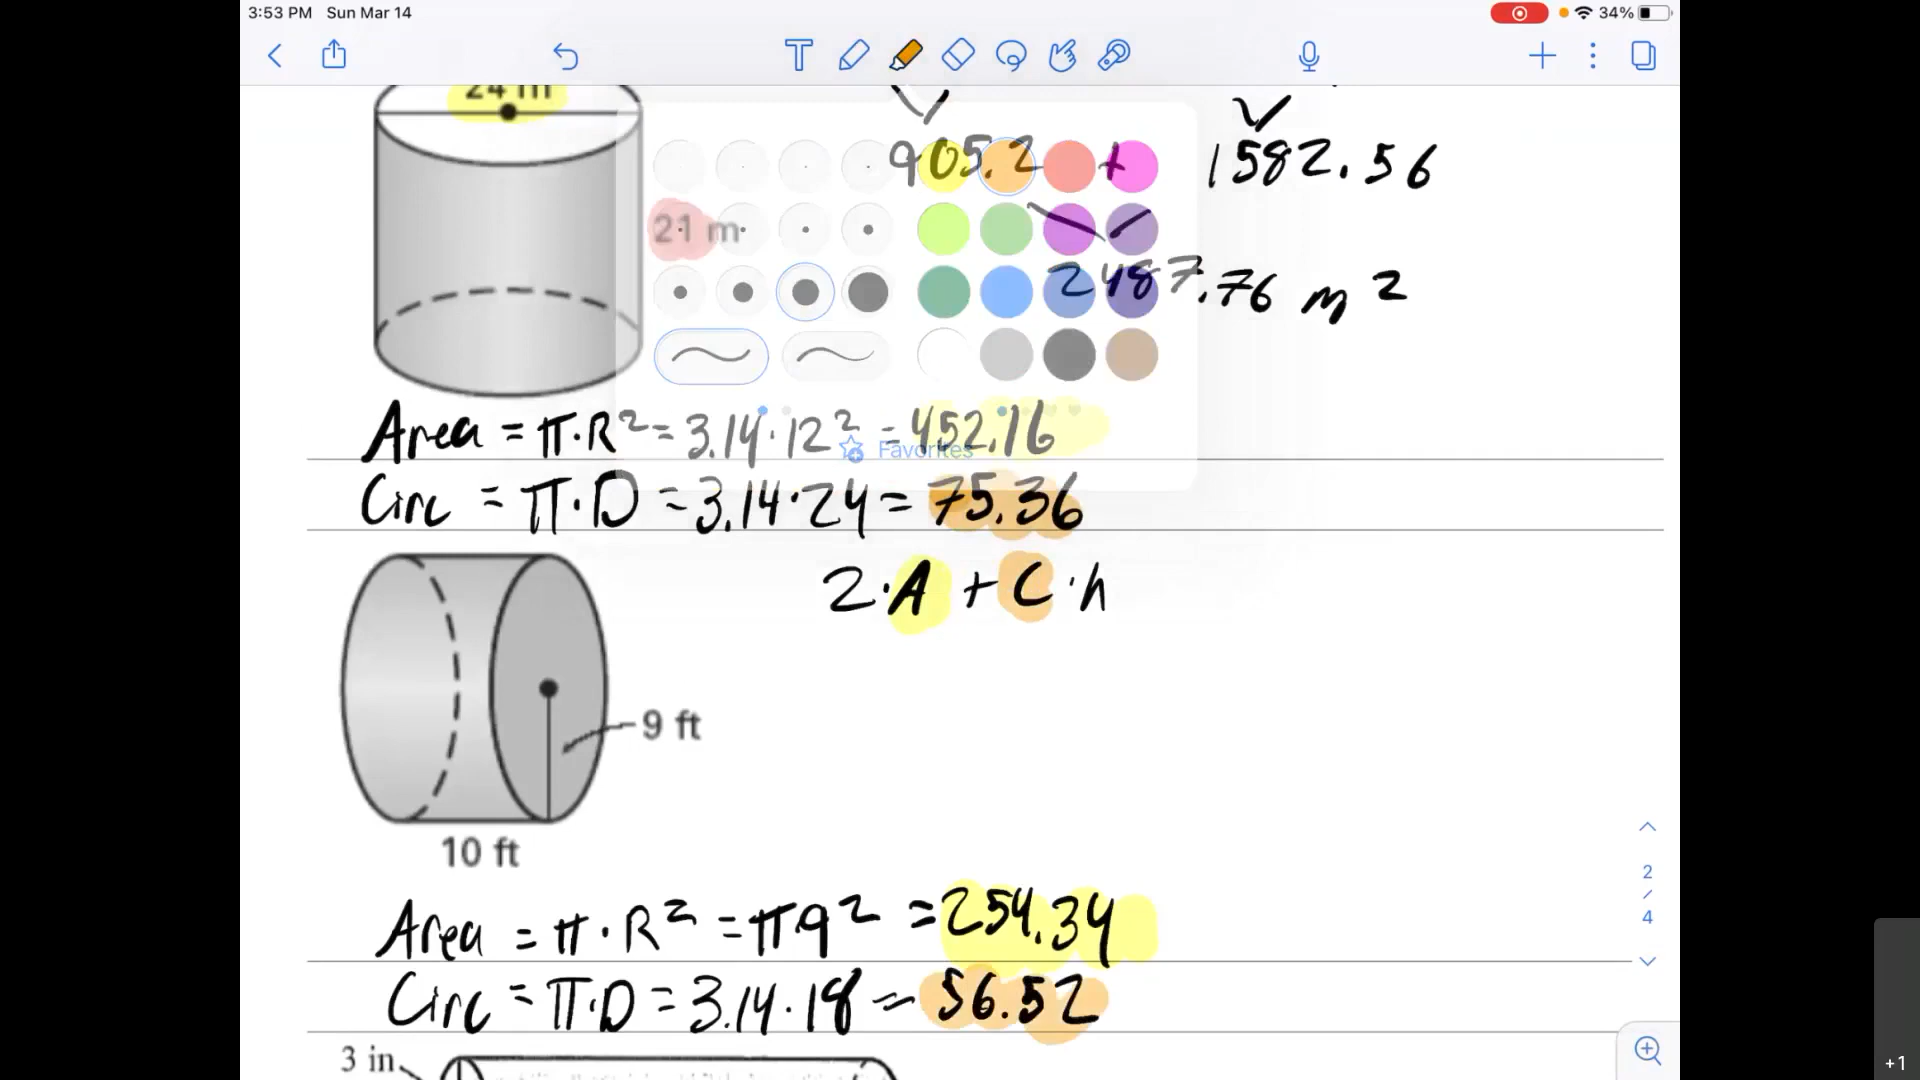 3:53 PM Sun Mar 14
34%
24 m
905.2 + 1582.56
21 m
2487.76 m²
Area = π·R² = 3.14·12² = 452.16
Favorites
Circ = π·D = 3.14·24 = 75.36
2·A + C·h
9 ft
10 ft
2
/
4
Area = π·R² = π9² = 254.34
Circ = π·D = 3.14·18 = 56.52
3 in
+1